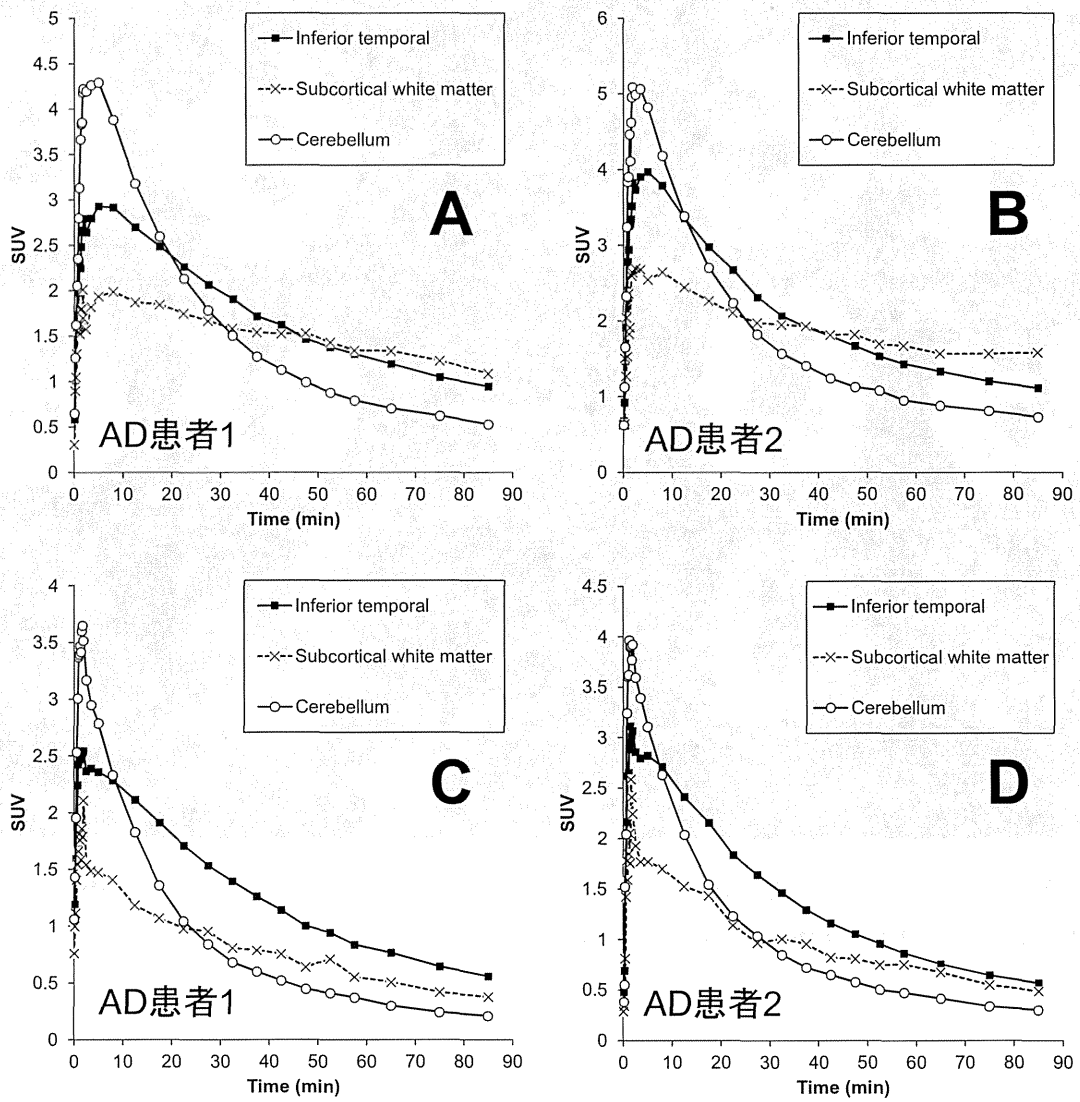 5
4.5
4
3.5
3
2.5
2
1.5
1
0.5
0
SUV
Inferior temporal
Subcortical white matter
Cerebellum
A
AD患者1
0 10 20 30 40 50 60 70 80 90
Time (min)
6
5
4
3
2
1
0
SUV
Inferior temporal
Subcortical white matter
Cerebellum
B
AD患者2
0 10 20 30 40 50 60 70 80 90
Time (min)
4
3.5
3
2.5
2
1.5
1
0.5
0
SUV
Inferior temporal
Subcortical white matter
Cerebellum
C
AD患者1
0 10 20 30 40 50 60 70 80 90
Time (min)
4.5
4
3.5
3
2.5
2
1.5
1
0.5
0
SUV
Inferior temporal
Subcortical white matter
Cerebellum
D
AD患者2
0 10 20 30 40 50 60 70 80 90
Time (min)